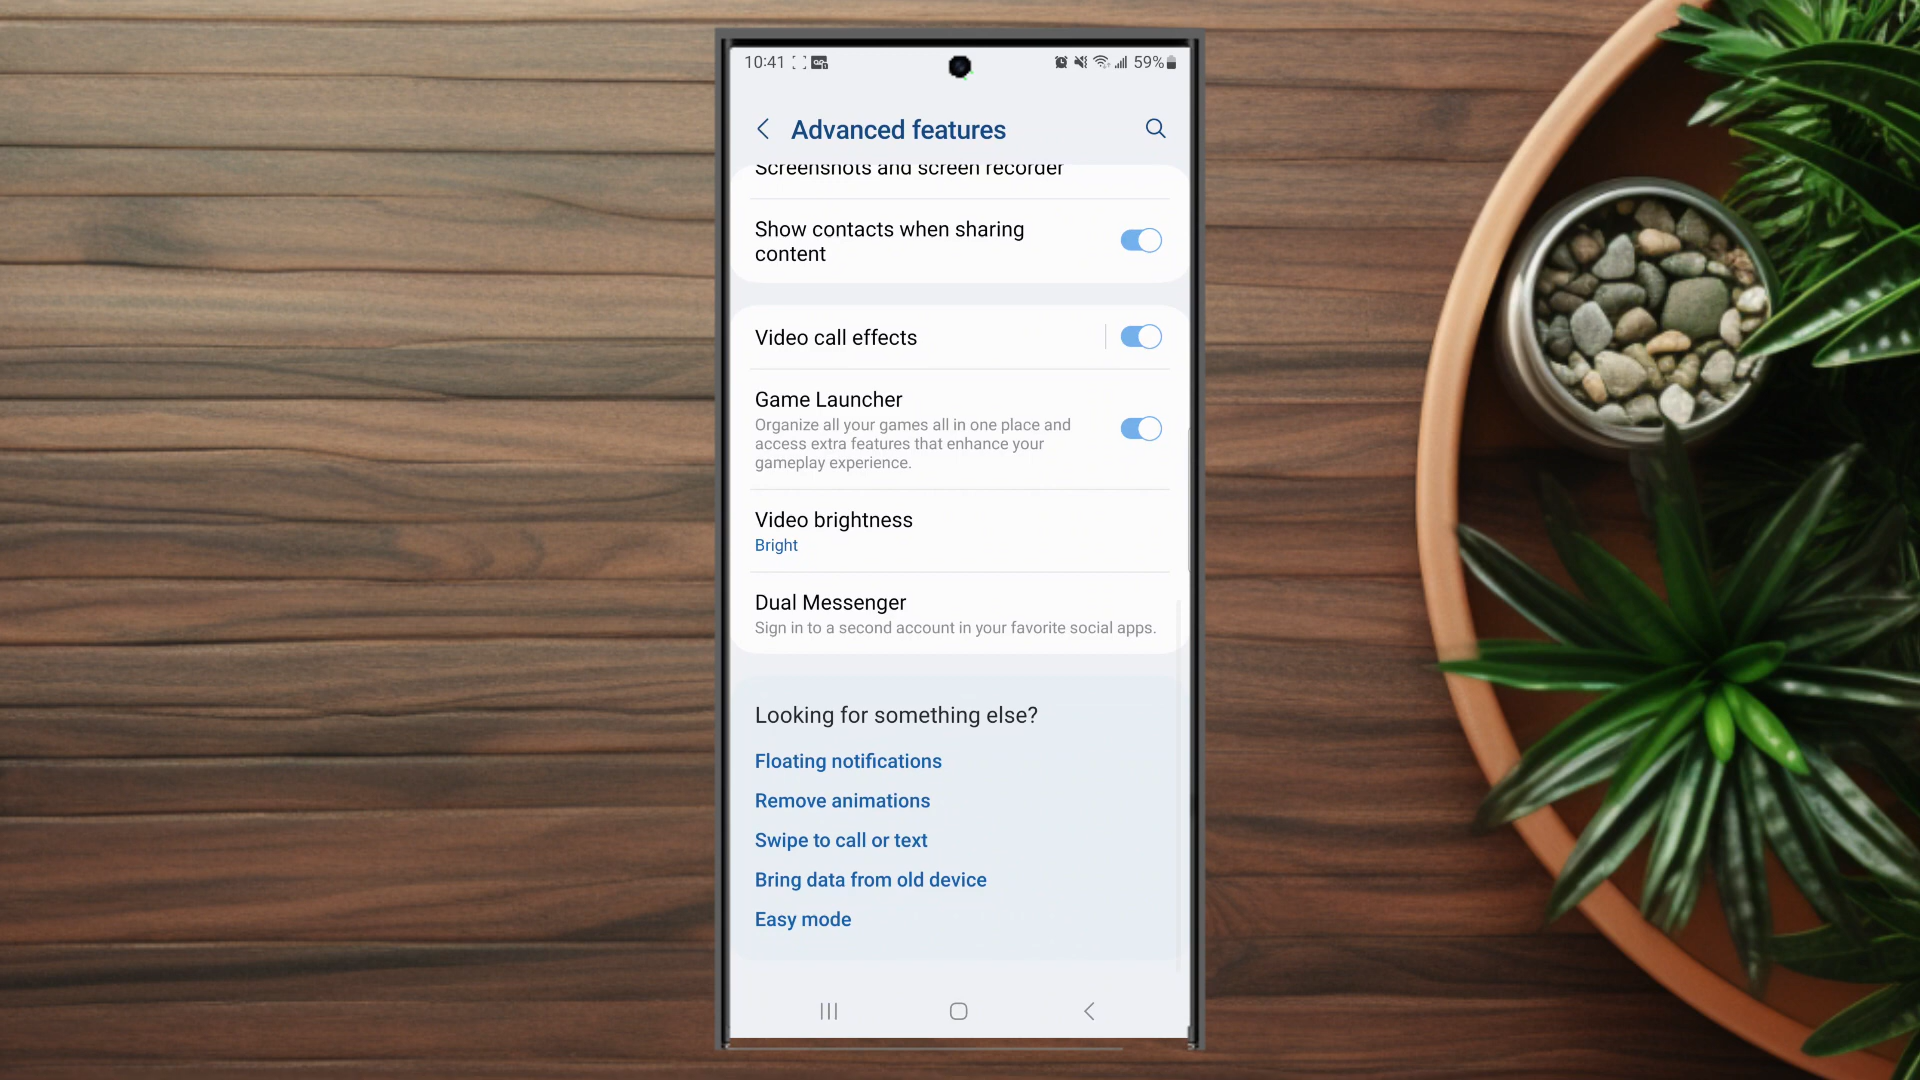 10:41
59%
Advanced features
Screenshots and screen recorder
Show contacts when sharing
content
Video call effects
Game Launcher
Organize all your games all in one place and
access extra features that enhance your
gameplay experience.
Video brightness
Bright
Dual Messenger
Sign in to a second account in your favorite social apps.
Looking for something else?
Floating notifications
Remove animations
Swipe to call or text
Bring data from old device
Easy mode